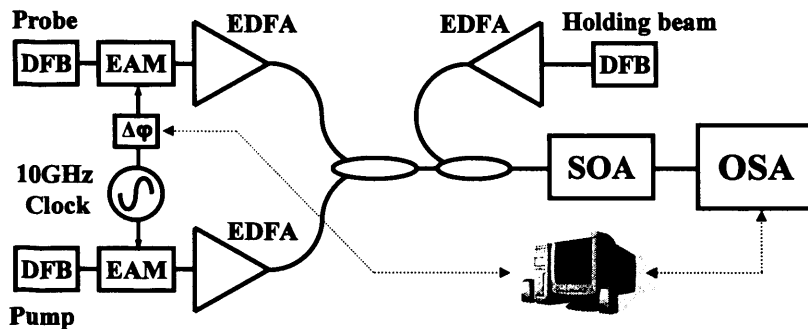 Probe
EDFA
EDFA
Holding beam
DFB
EAM
DFB
Δφ
10GHz
Clock
SOA
OSA
EDFA
DFB
EAM
Pump